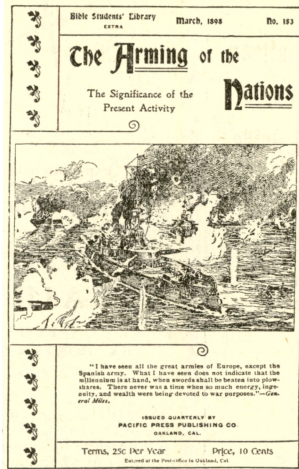 Bible Students' Library
EXTRA
March, 1898
No. 153
The Arming of the
Nations
The Significance of the
Present Activity
"I have seen all the great armies of Europe, except the
Spanish army. What I have seen does not indicate that the
millennium is at hand, when swords shall be beaten into plow-
shares. There never was a time when so much energy, inge-
nuity, and wealth were being devoted to war purposes."—Gen-
eral Miles.
ISSUED QUARTERLY BY
PACIFIC PRESS PUBLISHING CO.
OAKLAND, CAL.
Terms, 25c Per Year
Price, 10 Cents
Entered at the Post-office in Oakland, Cal.